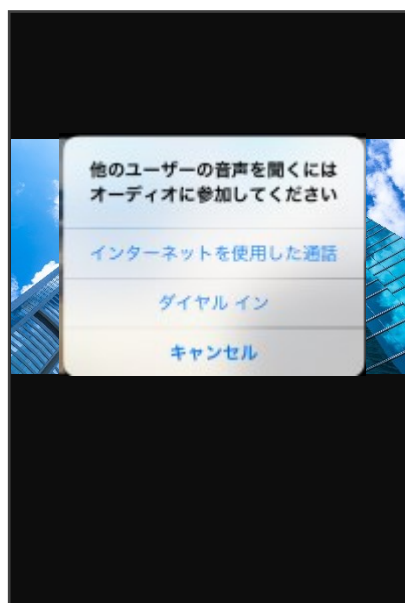 他のユーザーの音声を聞くには
オーディオに参加してください
インターネットを使用した通話
ダイヤル イン
キャンセル